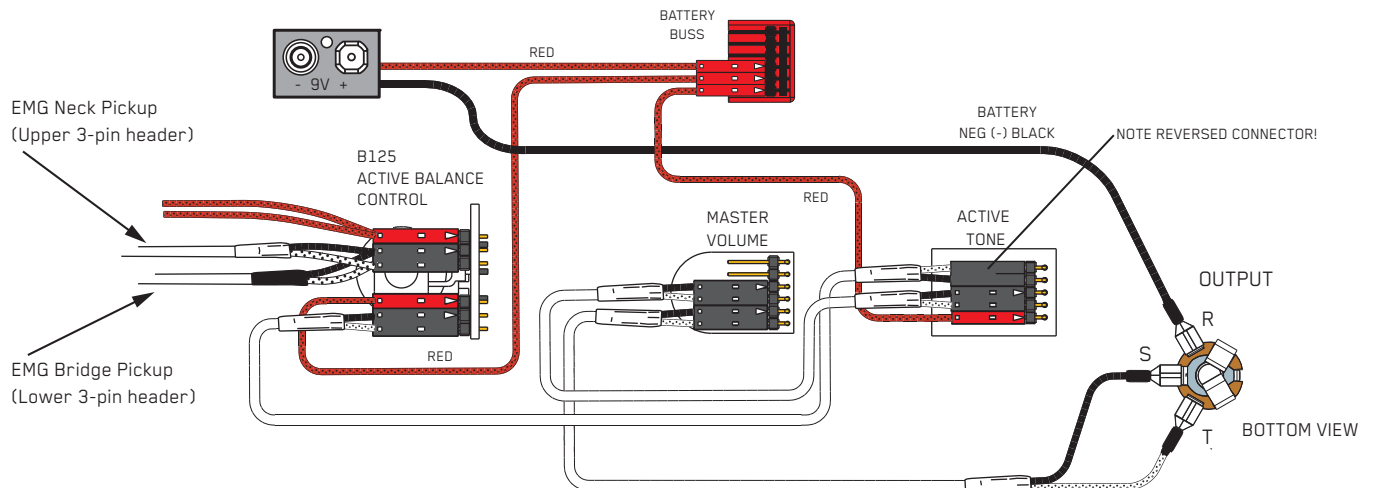 BATTERY
BUSS
RED
- 9V +
EMG Neck Pickup
(Upper 3-pin header)
BATTERY
NEG (-) BLACK
NOTE REVERSED CONNECTOR!
B125
ACTIVE BALANCE
CONTROL
RED
MASTER
VOLUME
ACTIVE
TONE
OUTPUT
R
S
RED
EMG Bridge Pickup
(Lower 3-pin header)
T.
BOTTOM VIEW